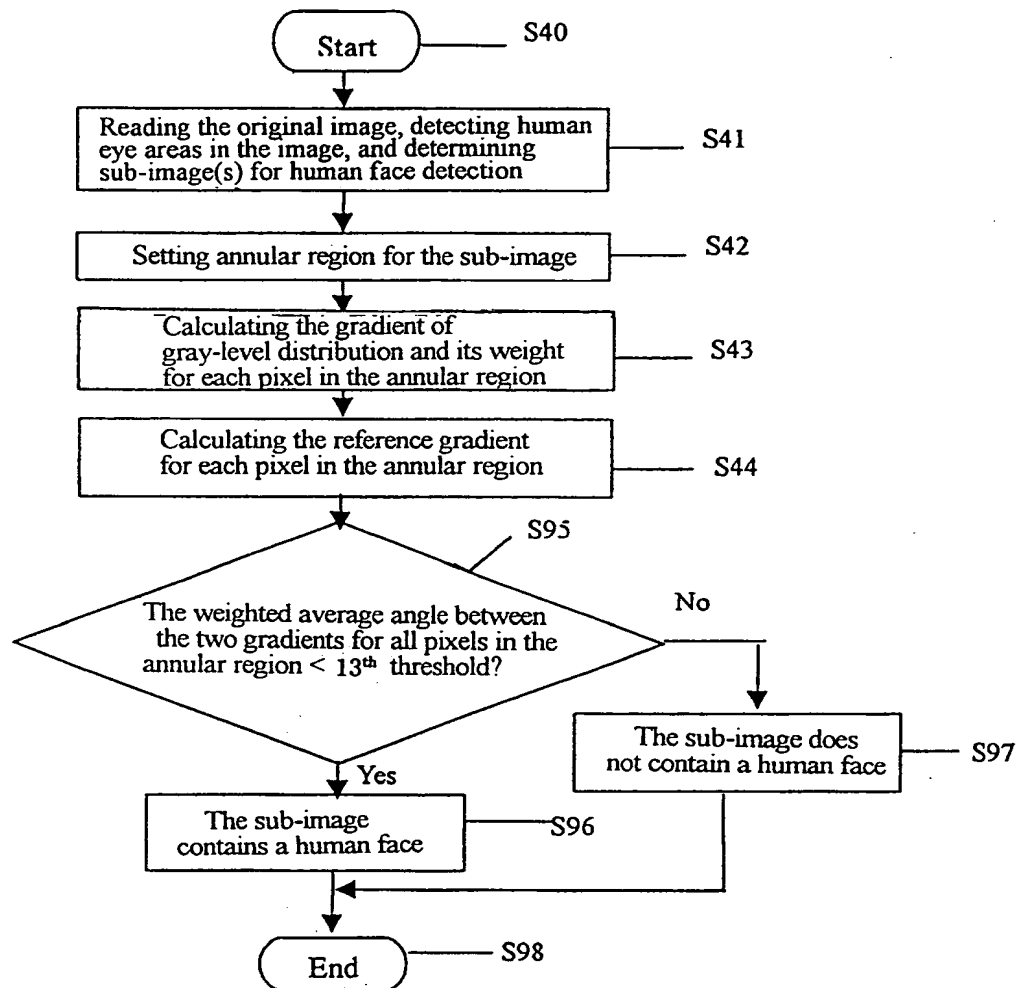 Start
S40
Reading the original image, detecting human
eye areas in the image, and determining
sub-image(s) for human face detection
S41
Setting annular region for the sub-image
S42
Calculating the gradient of
gray-level distribution and its weight
for each pixel in the annular region
S43
Calculating the reference gradient
for each pixel in the annular region
S44
S95
The weighted average angle between
the two gradients for all pixels in the
annular region < 13th threshold?
No
The sub-image does
not contain a human face
S97
Yes
The sub-image
contains a human face
S96
End
S98